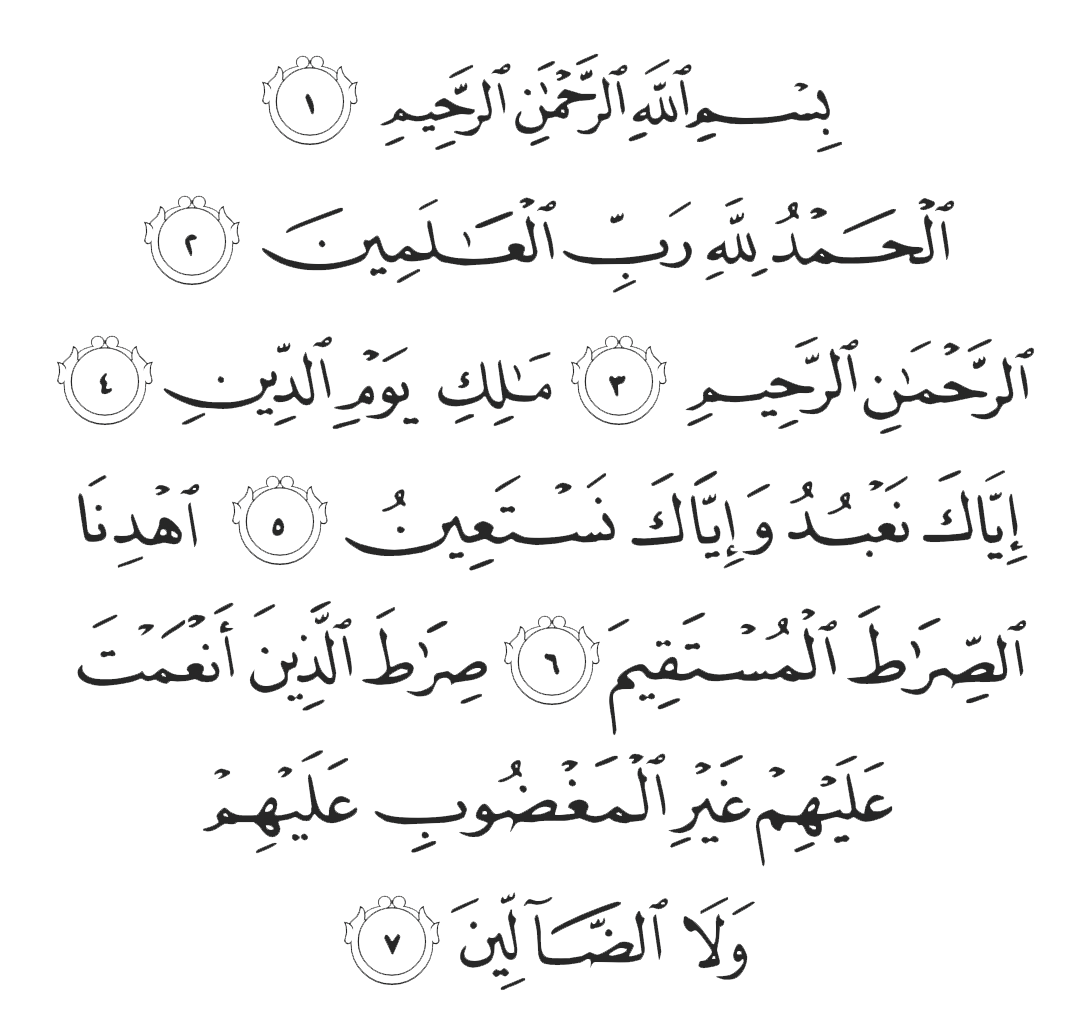 بِسْمِ ٱللَّهِ ٱلرَّحْمَٰنِ ٱلرَّحِيمِ ١
ٱلْحَمْدُ لِلَّهِ رَبِّ ٱلْعَـٰلَمِينَ ٢
ٱلرَّحْمَـٰنِ ٱلرَّحِيمِ ٣ مَـٰلِكِ يَوْمِ ٱلدِّينِ ٤
إِيَّاكَ نَعْبُدُ وَإِيَّاكَ نَسْتَعِينُ ٥ ٱهْدِنَا
ٱلصِّرَٰطَ ٱلْمُسْتَقِيمَ ٦ صِرَٰطَ ٱلَّذِينَ أَنْعَمْتَ
عَلَيْهِمْ غَيْرِ ٱلْمَغْضُوبِ عَلَيْهِمْ
وَلَا ٱلضَّآلِّينَ ٧